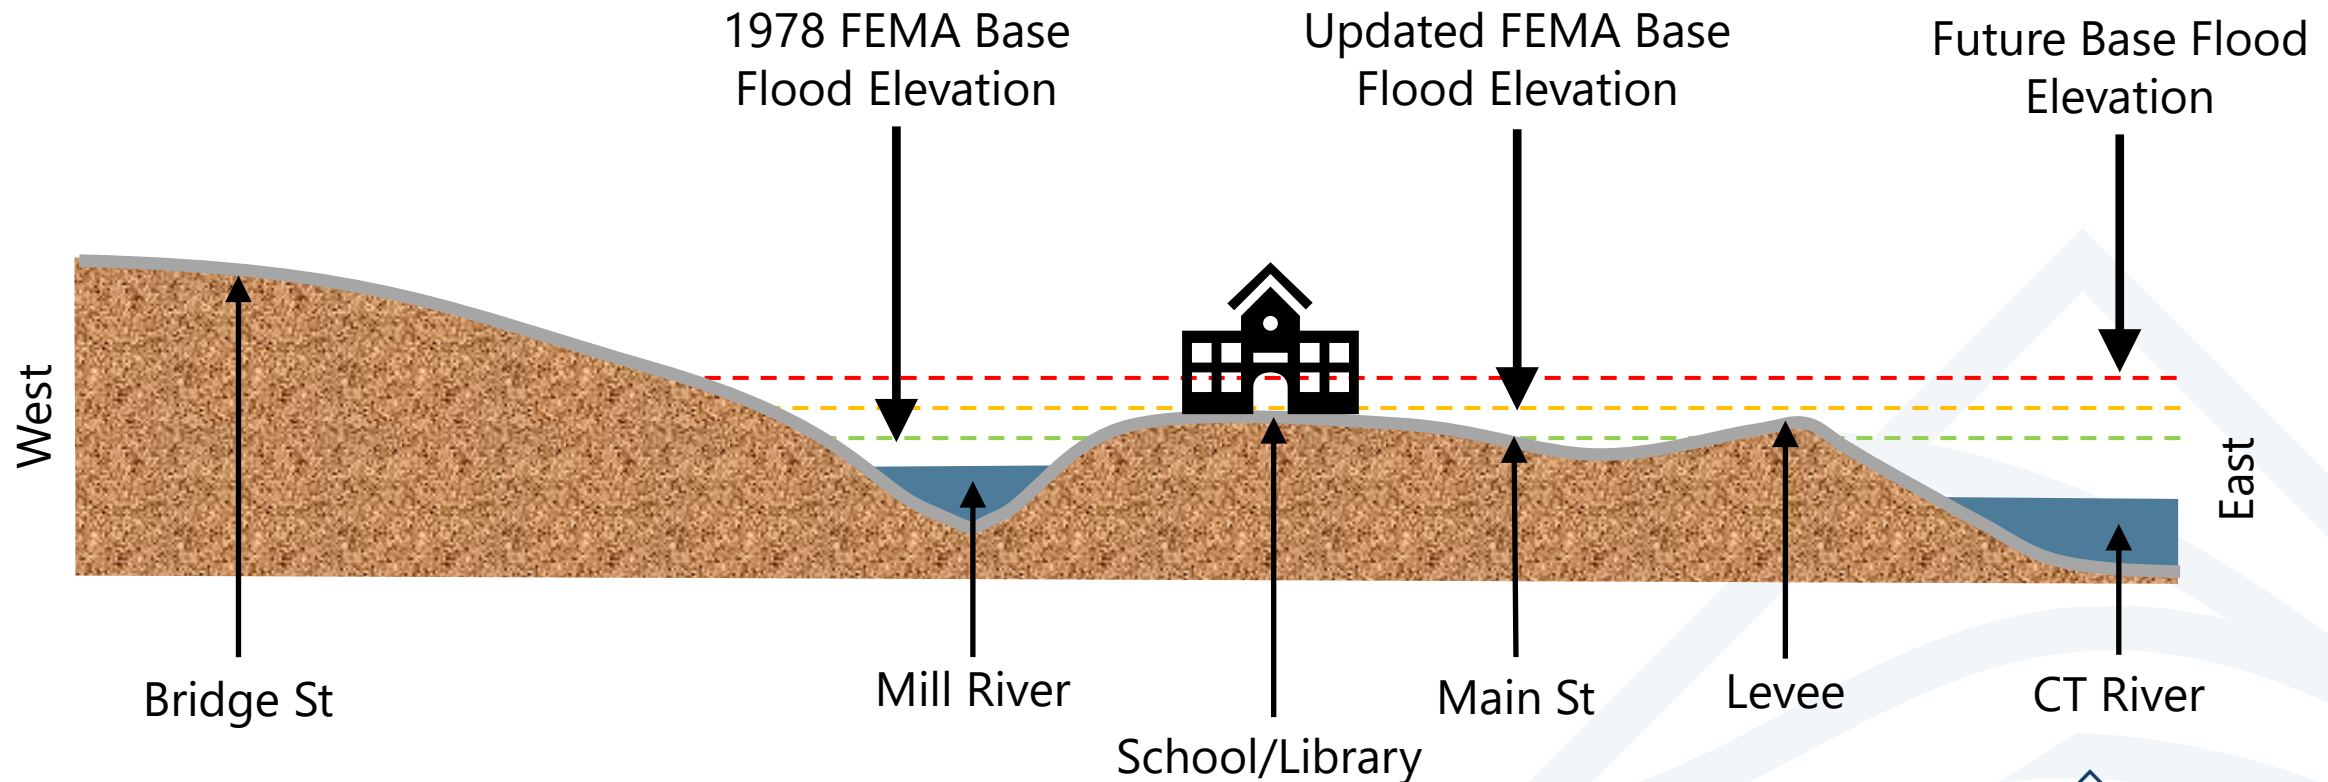 1978 FEMA Base
Flood Elevation
Updated FEMA Base
Flood Elevation
Future Base Flood
Elevation
West
East
Bridge St
Mill River
School/Library
Main St
Levee
CT River